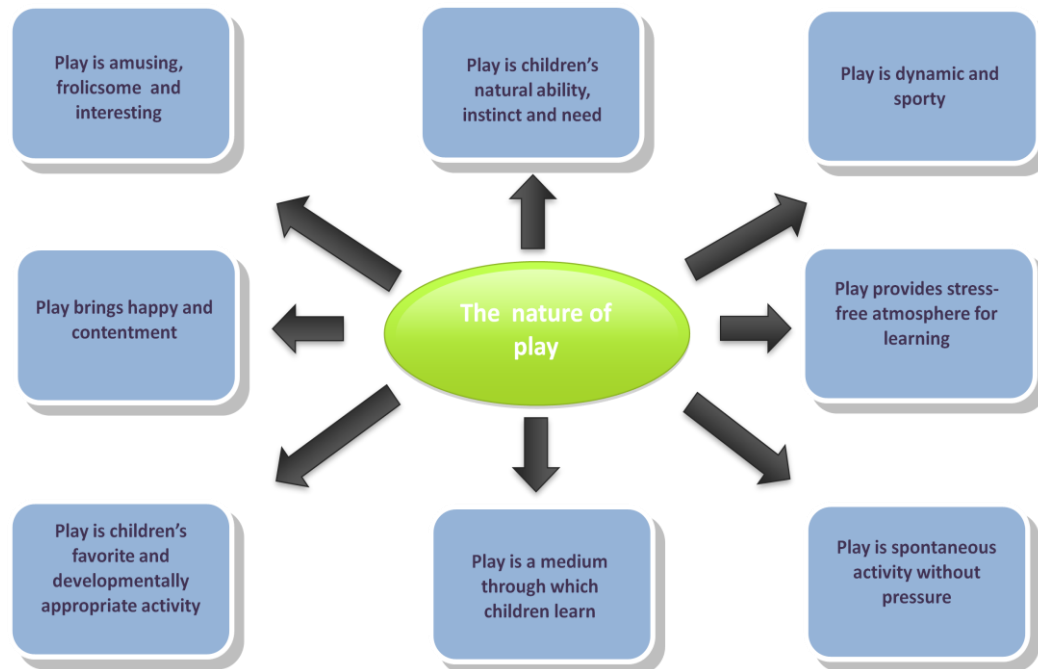 Play is amusing,
frolicsome and
interesting
Play is children's
natural ability,
instinct and need
Play is dynamic and
sporty
Play brings happy and
contentment
The nature of
play
Play provides stress-
free atmosphere for
learning
Play is children's
favorite and
developmentally
appropriate activity
Play is a medium
through which
children learn
Play is spontaneous
activity without
pressure